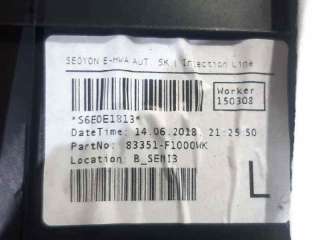 SEOYON E-HWA AUT. SK | Injection Line
Worker
150308
*S6E0E1813*
DateTime: 14.06.2018. 21:25:50
PartNo: 83351-F1000WK
Location: B_SEMI3
L